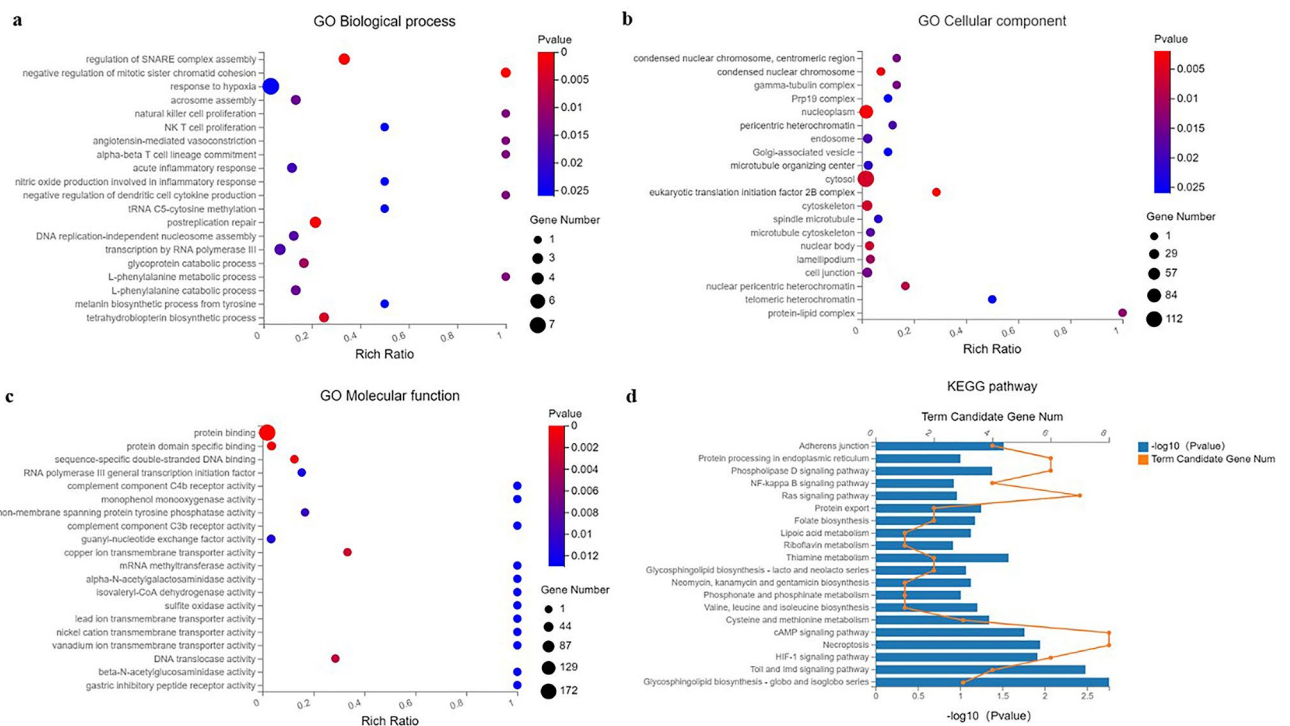 a
GO Biological process
regulation of SNARE complex assembly
negative regulation of mitotic sister chromatid cohesion
response to hypoxia
acrosome assembly
natural killer cell proliferation
NK T cell proliferation
angiotensin-mediated vasoconstriction
alpha-beta T cell lineage commitment
acute inflammatory response
nitric oxide production involved in inflammatory response
negative regulation of dendritic cell cytokine production
tRNA C5-cytosine methylation
postreplication repair
DNA replication-independent nucleosome assembly
transcription by RNA polymerase III
glycoprotein catabolic process
L-phenylalanine metabolic process
L-phenylalanine catabolic process
melanin biosynthetic process from tyrosine
tetrahydrobiopterin biosynthetic process
0 0.2 0.4 0.6 0.8 1
Rich Ratio
Pvalue
0
0.005
0.01
0.015
0.02
0.025
Gene Number
1
3
4
6
7
b
GO Cellular component
condensed nuclear chromosome, centromeric region
condensed nuclear chromosome
gamma-tubulin complex
Prp19 complex
nucleoplasm
pericentric heterochromatin
endosome
Golgi-associated vesicle
microtubule organizing center
cytosol
eukaryotic translation initiation factor 2B complex
cytoskeleton
spindle microtubule
microtubule cytoskeleton
nuclear body
lamellipodium
cell junction
nuclear pericentric heterochromatin
telomeric heterochromatin
protein-lipid complex
0 0.2 0.4 0.6 0.8 1
Rich Ratio
Pvalue
0.005
0.01
0.015
0.02
0.025
Gene Number
1
29
57
84
112
c
GO Molecular function
protein binding
protein domain specific binding
sequence-specific double-stranded DNA binding
RNA polymerase III general transcription initiation factor
complement component C4b receptor activity
monophenol monooxygenase activity
non-membrane spanning protein tyrosine phosphatase activity
complement component C3b receptor activity
guanyl-nucleotide exchange factor activity
copper ion transmembrane transporter activity
mRNA methyltransferase activity
alpha-N-acetylgalactosaminidase activity
isovaleryl-CoA dehydrogenase activity
sulfite oxidase activity
lead ion transmembrane transporter activity
nickel cation transmembrane transporter activity
vanadium ion transmembrane transporter activity
DNA translocase activity
beta-N-acetylglucosaminidase activity
gastric inhibitory peptide receptor activity
0 0.2 0.4 0.6 0.8 1
Rich Ratio
Pvalue
0
0.002
0.004
0.006
0.008
0.01
0.012
Gene Number
1
44
87
129
172
d
KEGG pathway
Term Candidate Gene Num
0 2 4 6 8
Adherens junction
Protein processing in endoplasmic reticulum
Phospholipase D signaling pathway
NF-kappa B signaling pathway
Ras signaling pathway
Protein export
Folate biosynthesis
Lipoic acid metabolism
Riboflavin metabolism
Thiamine metabolism
Glycosphingolipid biosynthesis - lacto and neolacto series
Neomycin, kanamycin and gentamicin biosynthesis
Phosphonate and phosphinate metabolism
Valine, leucine and isoleucine biosynthesis
Cysteine and methionine metabolism
cAMP signaling pathway
Necroptosis
HIF-1 signaling pathway
Toll and Imd signaling pathway
Glycosphingolipid biosynthesis - globo and isoglobo series
0 0.5 1 1.5 2 2.5
-log10 (Pvalue)
-log10 (Pvalue)
Term Candidate Gene Num